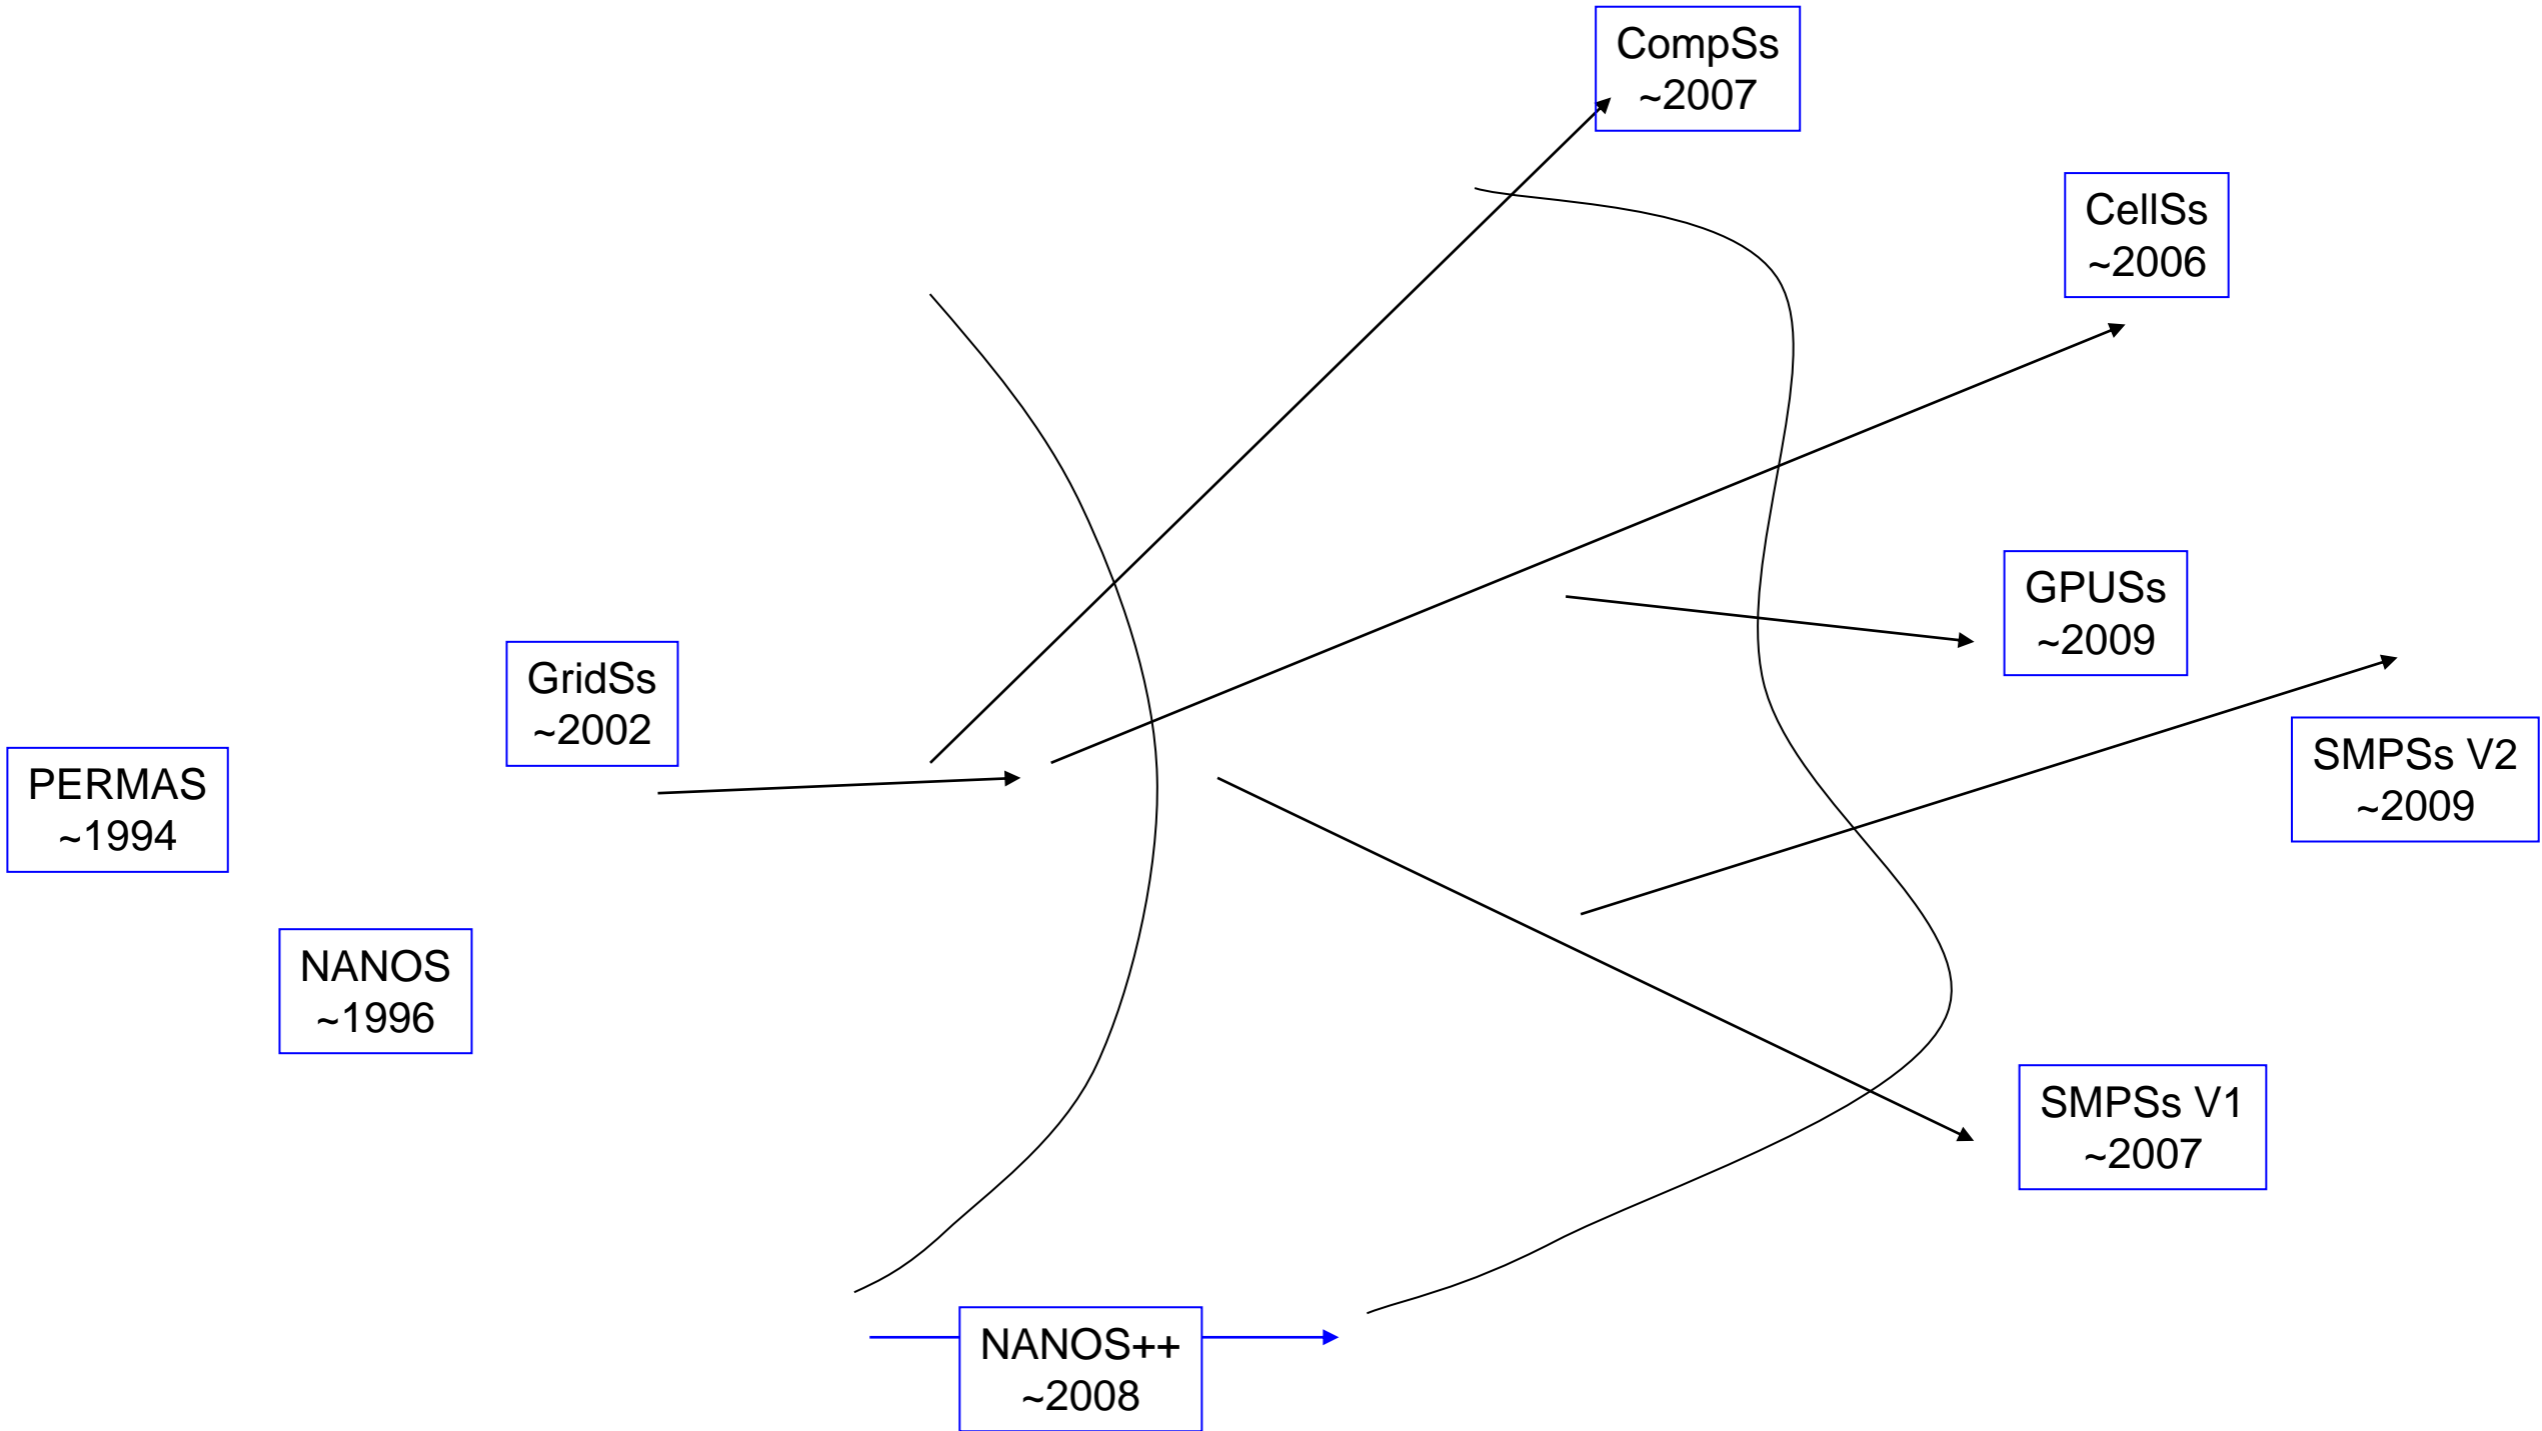 CompSs
~2007
CellSs
~2006
GPUSs
~2009
GridSs
~2002
SMPSs V2
~2009
PERMAS
~1994
NANOS
~1996
SMPSs V1
~2007
NANOS++
~2008